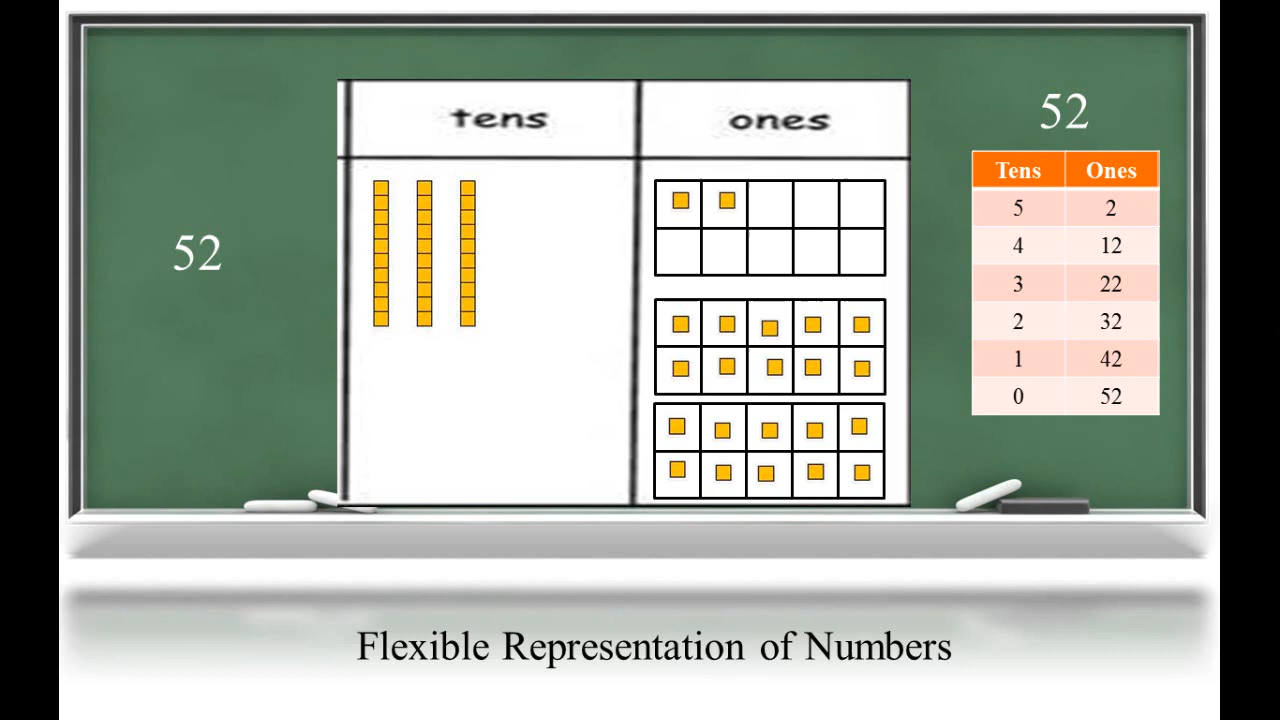 52
tens ones
52
Tens Ones
5 2
4 12
3 22
2 32
1 42
0 52
Flexible Representation of Numbers